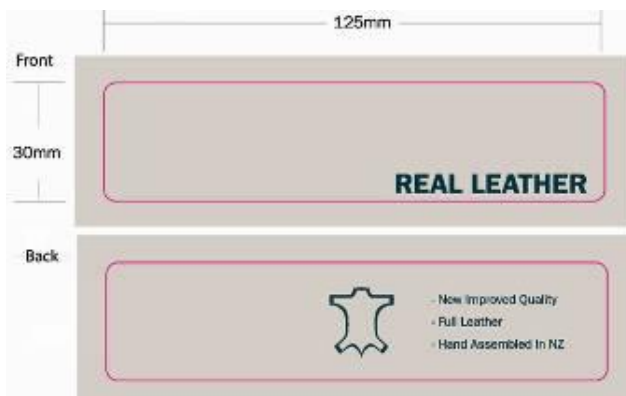 125mm
Front
30mm
REAL LEATHER
Back
- New Improved Quality
- Full Leather
- Hand Assembled in NZ